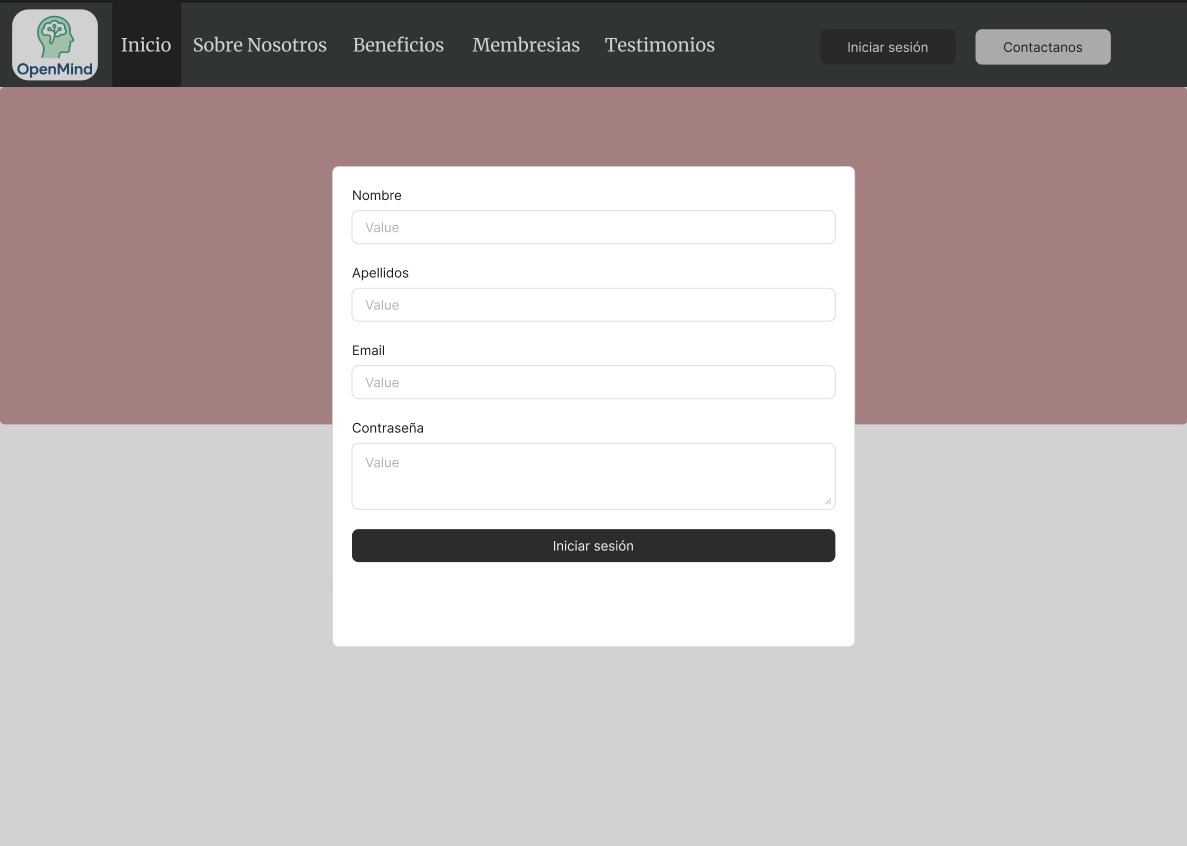 OpenMind
Inicio Sobre Nosotros Beneficios Membresias Testimonios Iniciar sesión Contactanos
Nombre
Value
Apellidos
Value
Email
Value
Contraseña
Value
Iniciar sesión